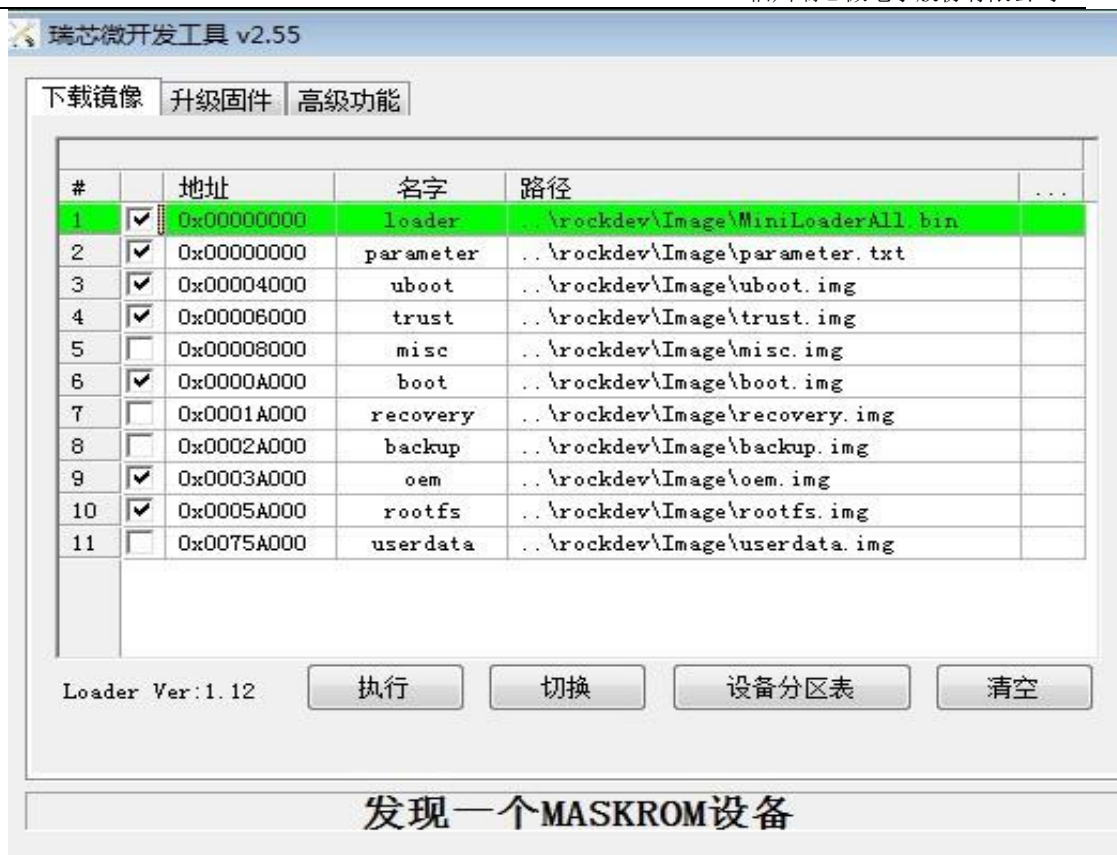 瑞芯微开发工具 v2.55
下载镜像 升级固件 高级功能
# 地址 名字 路径 ...
1 0x00000000 loader ..\rockdev\Image\MiniLoaderAll.bin
2 0x00000000 parameter ..\rockdev\Image\parameter.txt
3 0x00004000 uboot ..\rockdev\Image\uboot.img
4 0x00006000 trust ..\rockdev\Image\trust.img
5 0x00008000 misc ..\rockdev\Image\misc.img
6 0x0000A000 boot ..\rockdev\Image\boot.img
7 0x0001A000 recovery ..\rockdev\Image\recovery.img
8 0x0002A000 backup ..\rockdev\Image\backup.img
9 0x0003A000 oem ..\rockdev\Image\oem.img
10 0x0005A000 rootfs ..\rockdev\Image\rootfs.img
11 0x0075A000 userdata ..\rockdev\Image\userdata.img
Loader Ver:1.12 执行 切换 设备分区表 清空
发现一个MASKROM设备